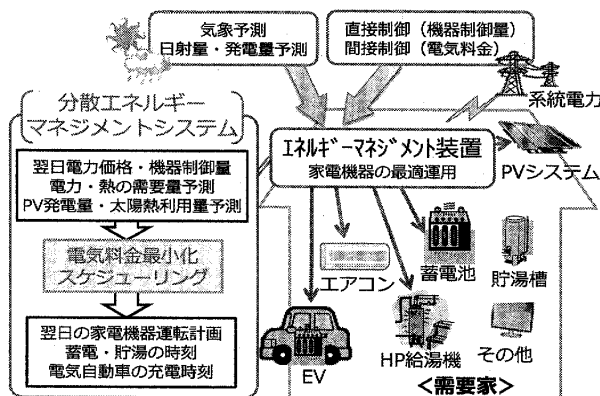 気象予測
日射量・発電量予測
直接制御（機器制御量）
間接制御（電気料金）
系統電力
分散エネルギー
マネジメントシステム
翌日電力価格・機器制御量
電力・熱の需要量予測
PV発電量・太陽熱利用量予測
電気料金最小化
スケジューリング
翌日の家電機器運転計画
蓄電・貯湯の時刻
電気自動車の充電時刻
エネルギーマネジメント装置
家電機器の最適運用
PVシステム
エアコン
蓄電池
貯湯槽
EV
HP給湯機
その他
<需要家>